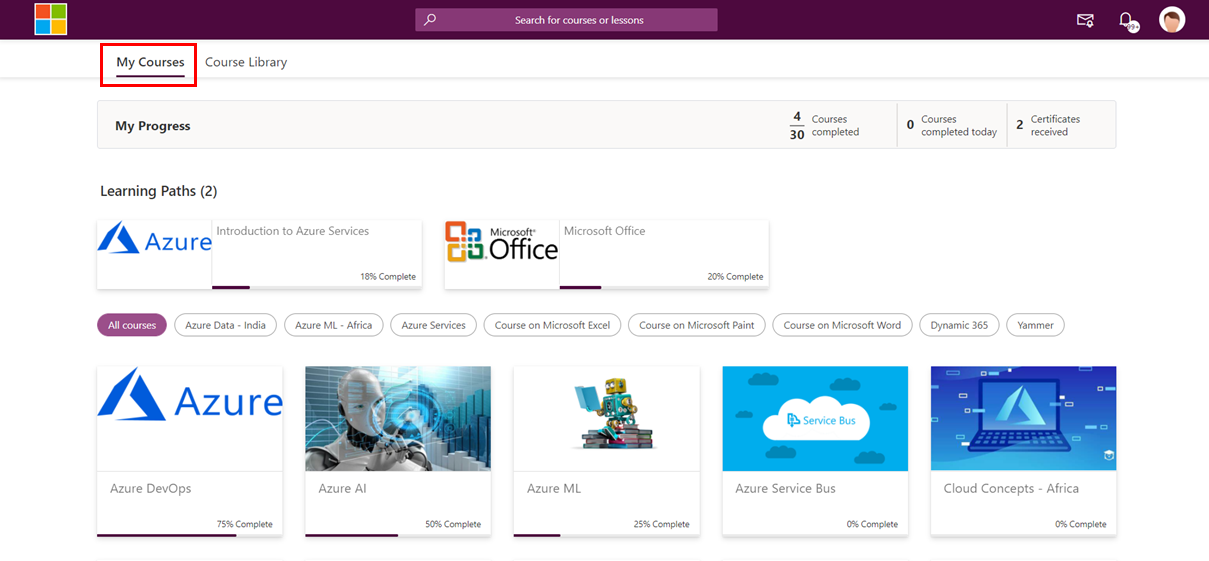 Search for courses or lessons
99+
My Courses
Course Library
My Progress
4
30
Courses
completed
0
Courses
completed today
2
Certificates
received
Learning Paths (2)
Azure
Introduction to Azure Services
18% Complete
Microsoft®
Office
Microsoft Office
20% Complete
All courses
Azure Data - India
Azure ML - Africa
Azure Services
Course on Microsoft Excel
Course on Microsoft Paint
Course on Microsoft Word
Dynamic 365
Yammer
Azure
Azure DevOps
75% Complete
Azure AI
50% Complete
Azure ML
25% Complete
Service Bus
Azure Service Bus
0% Complete
Cloud Concepts - Africa
0% Complete